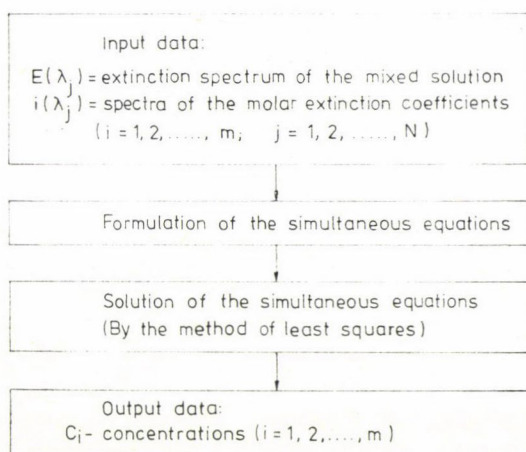 Input data:
E(λj) = extinction spectrum of the mixed solution
i(λj) = spectra of the molar extinction coefficients
(i = 1, 2, ....., m; j = 1, 2, ....., N)
Formulation of the simultaneous equations
Solution of the simultaneous equations
(By the method of least squares)
Output data:
Ci- concentrations (i = 1, 2, ...., m)